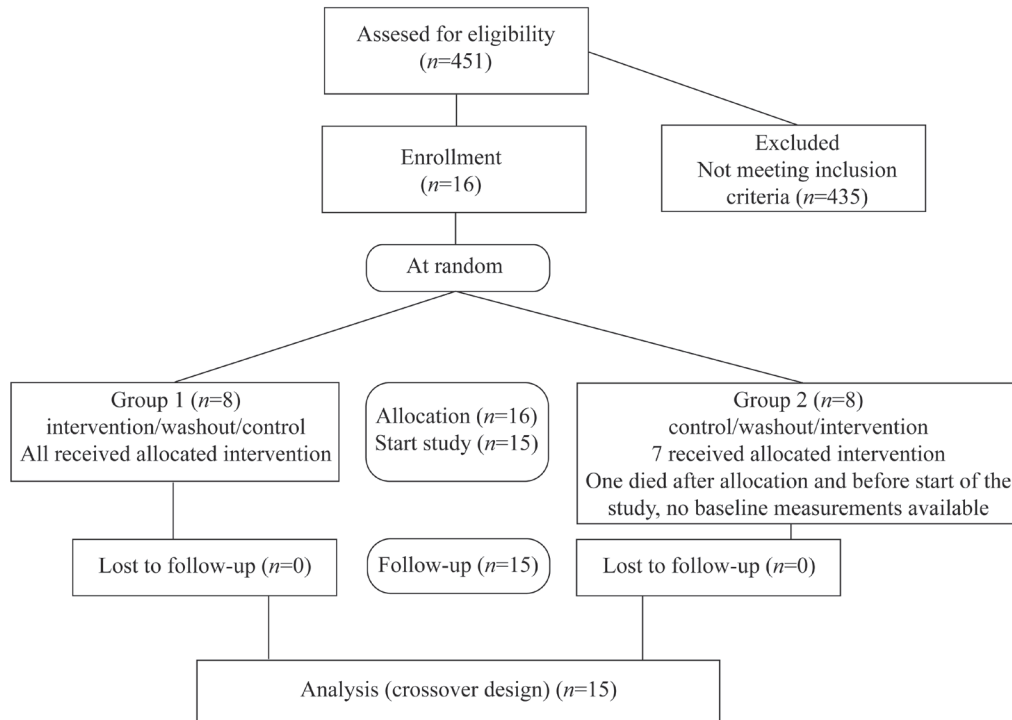 Assesed for eligibility
(n=451)
Excluded
Not meeting inclusion
criteria (n=435)
Enrollment
(n=16)
At random
Group 1 (n=8)
intervention/washout/control
All received allocated intervention
Allocation (n=16)
Start study (n=15)
Group 2 (n=8)
control/washout/intervention
7 received allocated intervention
One died after allocation and before start of the
study, no baseline measurements available
Lost to follow-up (n=0)
Follow-up (n=15)
Lost to follow-up (n=0)
Analysis (crossover design) (n=15)